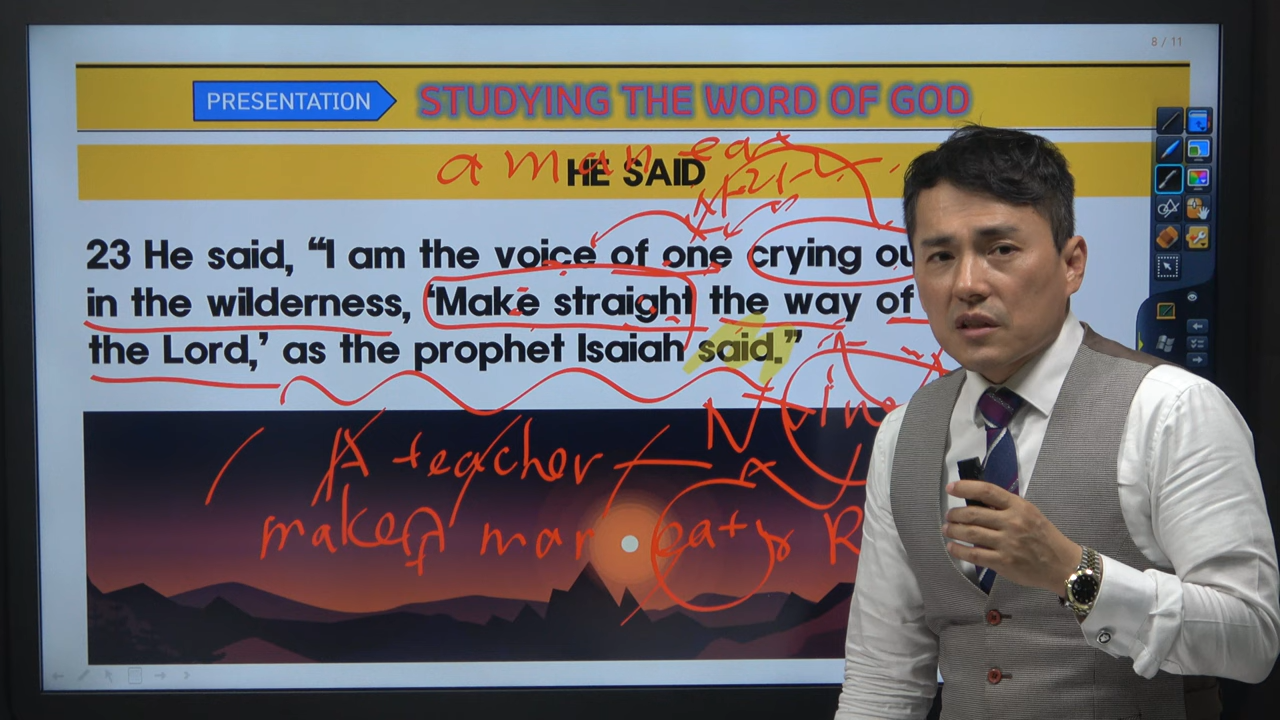 8 / 11
PRESENTATION
STUDYING THE WORD OF GOD
a man eat
HE SAID
23 He said, “I am the voice of one crying ou
in the wilderness, ‘Make straight the way of
the Lord,’ as the prophet Isaiah said.”
A teacher
N
make man eat R